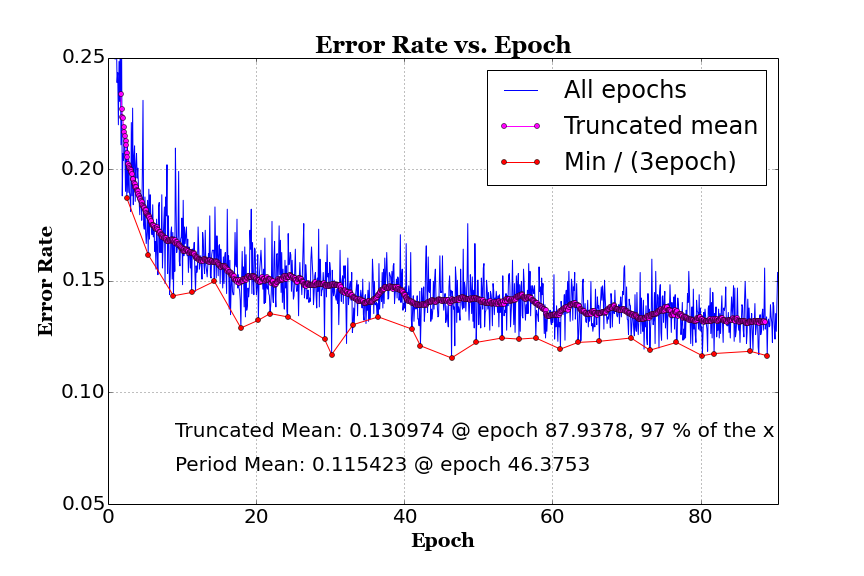 Error Rate vs. Epoch
0.25
All epochs
Truncated mean
Min / (3epoch)
0.20
Error Rate
0.15
0.10
Truncated Mean: 0.130974 @ epoch 87.9378, 97 % of the x
Period Mean: 0.115423 @ epoch 46.3753
0.05
0 20 40 60 80
Epoch